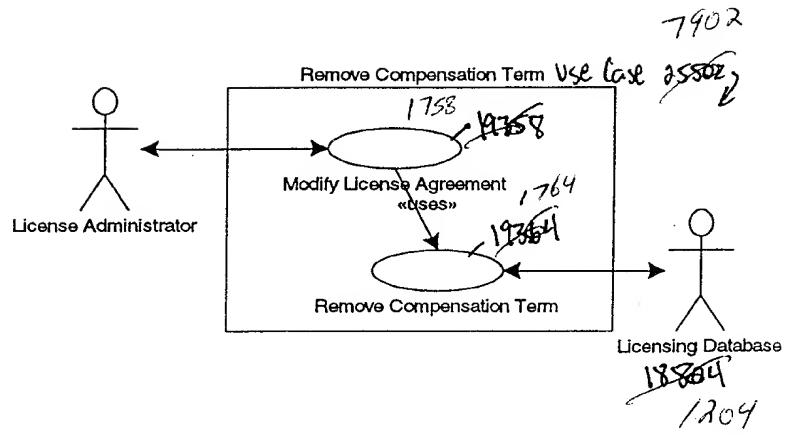 7902
Remove Compensation Term Use Case 25502
1758
19358
Modify License Agreement
«uses»
License Administrator
1764
19364
Remove Compensation Term
Licensing Database
18804
1204